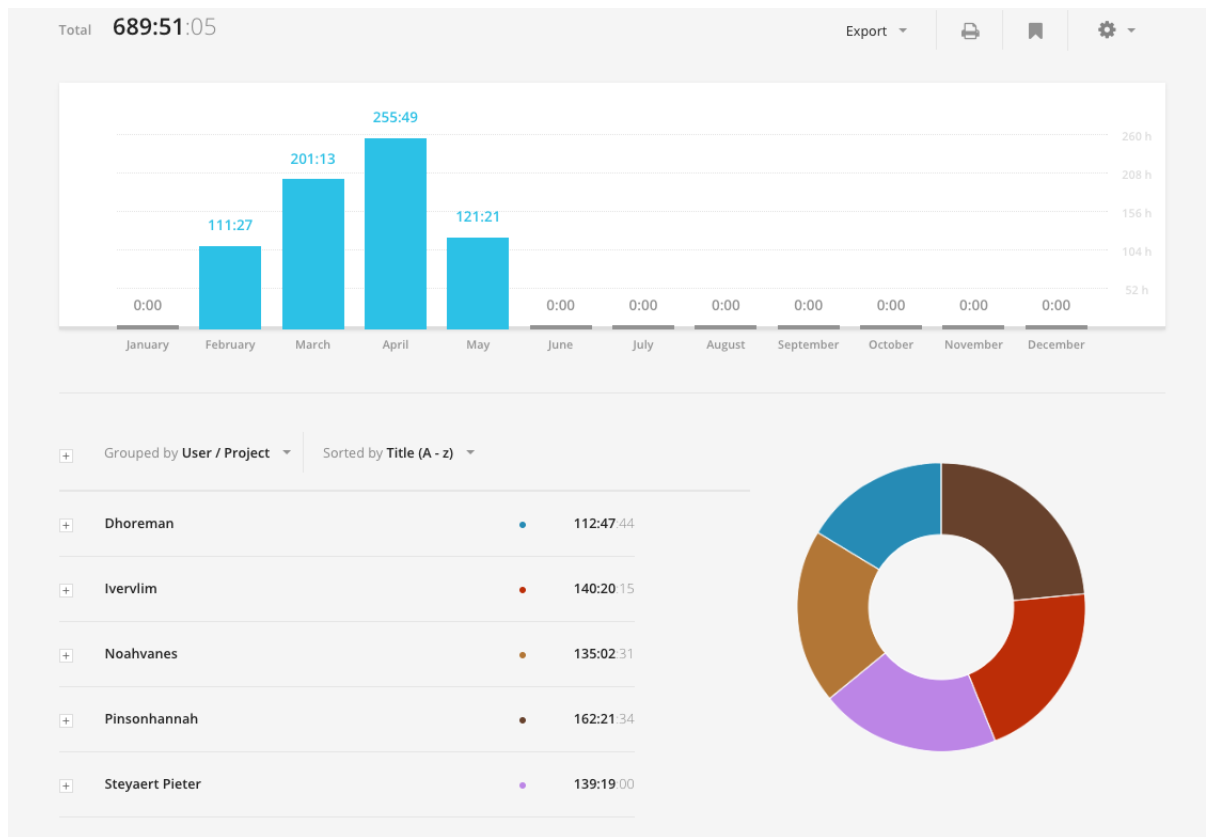 Total 689:51:05 Export
255:49
260 h
201:13
208 h
156 h
111:27
121:21
104 h
52 h
0:00 0:00 0:00 0:00 0:00 0:00 0:00 0:00
January February March April May June July August September October November December
Grouped by User / Project Sorted by Title (A - z)
Dhoreman 112:47:44
Ivervlim 140:20:15
Noahvanes 135:02:31
Pinsonhannah 162:21:34
Steyaert Pieter 139:19:00